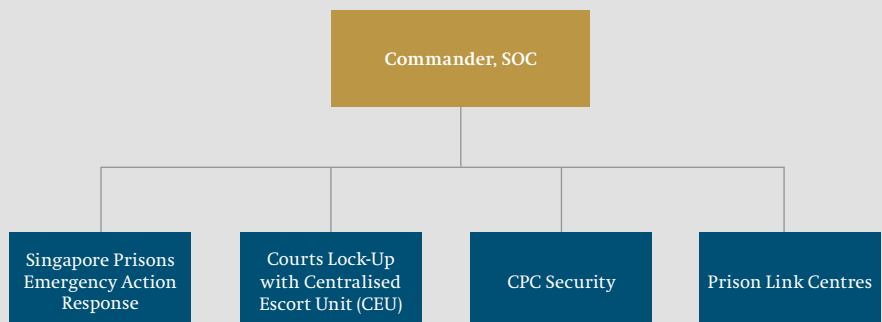 Commander, SOC
Singapore Prisons
Emergency Action
Response
Courts Lock-Up
with Centralised
Escort Unit (CEU)
CPC Security
Prison Link Centres